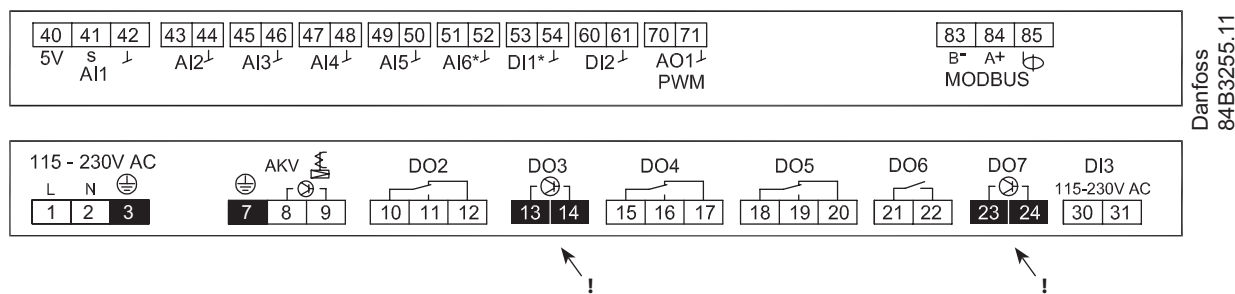 40 41 42 43 44 45 46 47 48 49 50 51 52 53 54 60 61 70 71 83 84 85
5V S AI1 AI2 AI3 AI4 AI5 AI6* DI1* DI2 AO1 B- A+
PWM MODBUS
Danfoss
84B3255.11
115 - 230V AC AKV DO2 DO3 DO4 DO5 DO6 DO7 DI3
L N 115-230V AC
1 2 3 7 8 9 10 11 12 13 14 15 16 17 18 19 20 21 22 23 24 30 31
! !